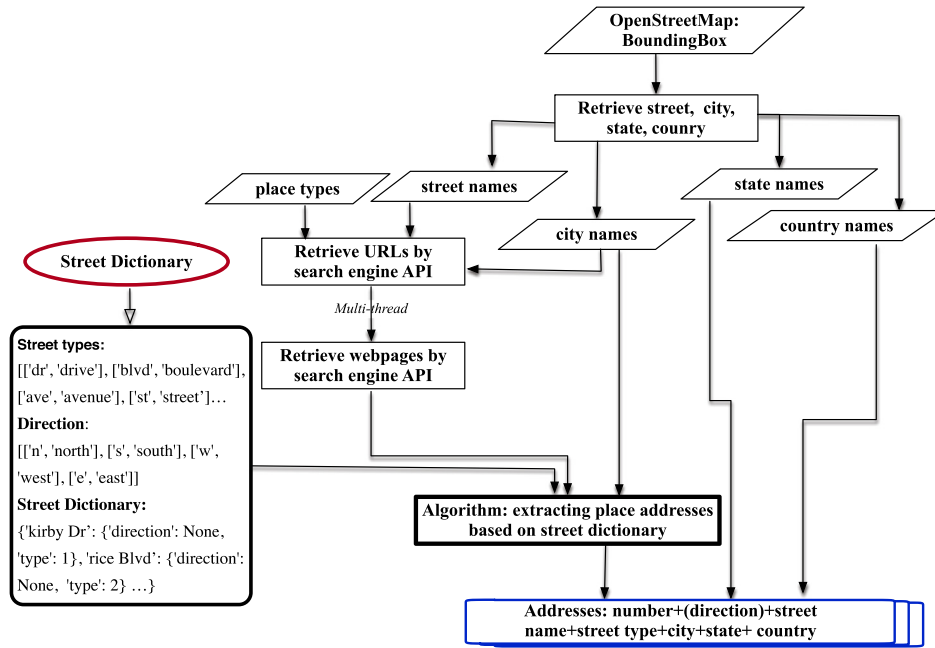 OpenStreetMap:
BoundingBox
Retrieve street, city,
state, counry
place types
street names
state names
city names
country names
Street Dictionary
Retrieve URLs by
search engine API
Multi-thread
Retrieve webpages by
search engine API
Street types:
[['dr', 'drive'], ['blvd', 'boulevard'],
['ave', 'avenue'], ['st', 'street’]…
Direction:
[['n', 'north'], ['s', 'south'], ['w',
'west'], ['e', 'east']]
Street Dictionary:
{'kirby Dr’: {'direction': None,
'type': 1}, 'rice Blvd’: {'direction':
None, 'type': 2} …}
Algorithm: extracting place addresses
based on street dictionary
Addresses: number+(direction)+street
name+street type+city+state+ country